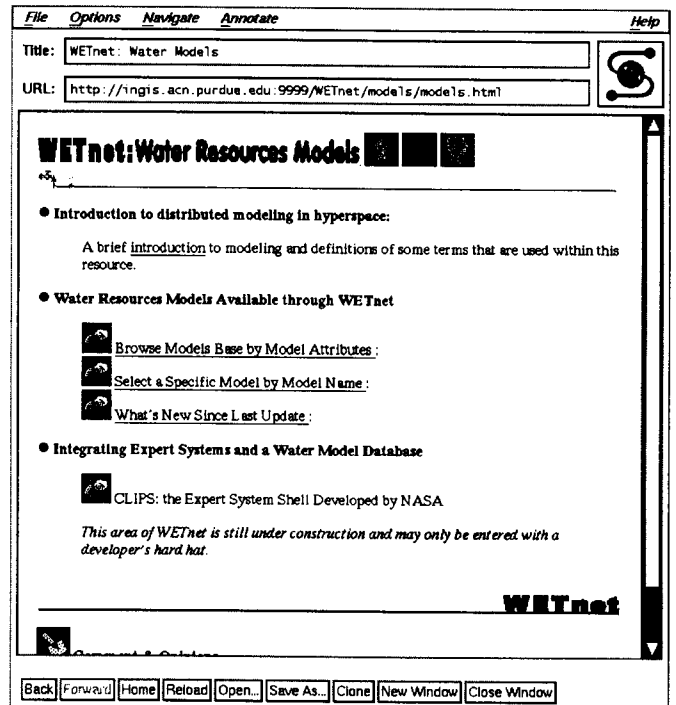 File Options Navigate Annotate Help
Title: WETnet: Water Models
URL: http://ingis.acn.purdue.edu:9999/WETnet/models/models.html
WETnet: Water Resources Models
Introduction to distributed modeling in hyperspace:
A brief introduction to modeling and definitions of some terms that are used within this
resource.
Water Resources Models Available through WETnet
Browse Models Base by Model Attributes :
Select a Specific Model by Model Name :
What's New Since Last Update :
Integrating Expert Systems and a Water Model Database
CLIPS: the Expert System Shell Developed by NASA
This area of WETnet is still under construction and may only be entered with a
developer's hard hat.
WETnet
Back Forward Home Reload Open... Save As... Clone New Window Close Window